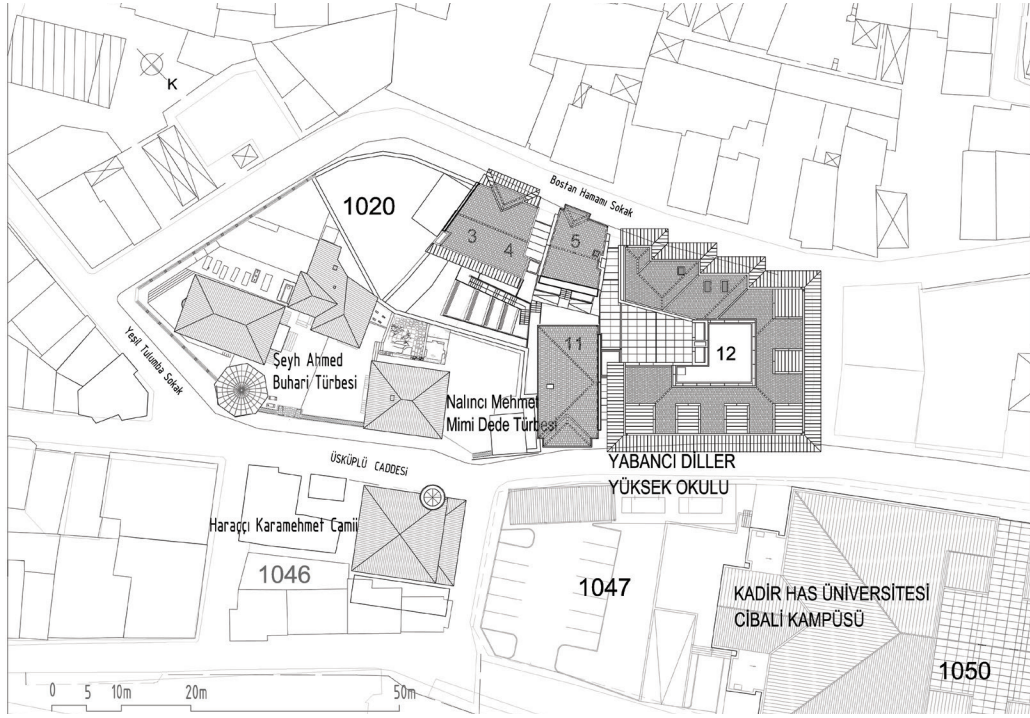 K
1020
Bostan Hamamı Sokak
3
4
5
11
12
Yeşil Tulumba Sokak
Şeyh Ahmed
Buhari Türbesi
Nalıncı Mehmet
Mimi Dede Türbesi
ÜSKÜPLÜ CADDESİ
YABANCI DİLLER
YÜKSEK OKULU
Haraççı Karamehmet Camii
1046
1047
KADİR HAS ÜNİVERSİTESİ
CİBALİ KAMPÜSÜ
1050
0 5 10m 20m 50m